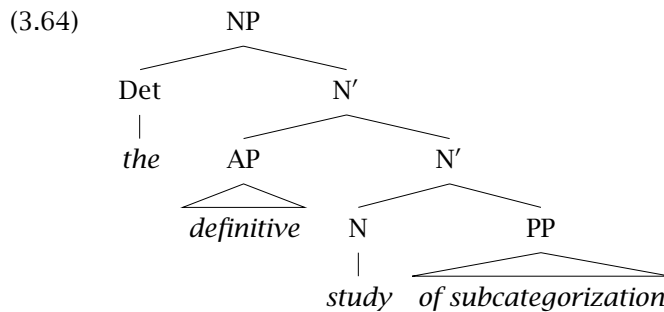 (3.64) NP
Det N′
the AP N′
definitive N PP
study of subcategorization